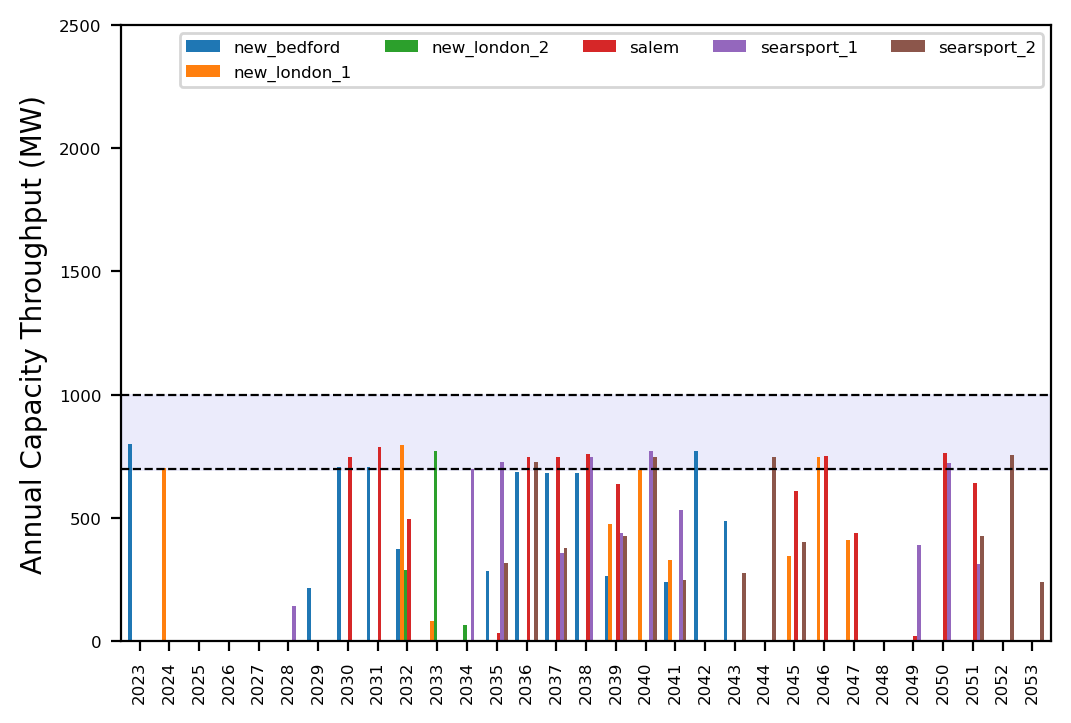 Annual Capacity Throughput (MW)
2500
2000
1500
1000
500
0
new_bedford new_london_2 salem searsport_1 searsport_2
new_london_1
2023 2024 2025 2026 2027 2028 2029 2030 2031 2032 2033 2034 2035 2036 2037 2038 2039 2040 2041 2042 2043 2044 2045 2046 2047 2048 2049 2050 2051 2052 2053